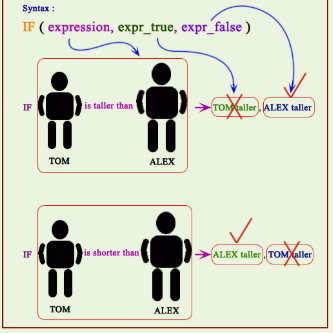 Syntax :
IF ( expression, expr_true, expr_false )
IF TOM is taller than ALEX TOM taller, ALEX taller
IF TOM is shorter than ALEX ALEX taller, TOM taller